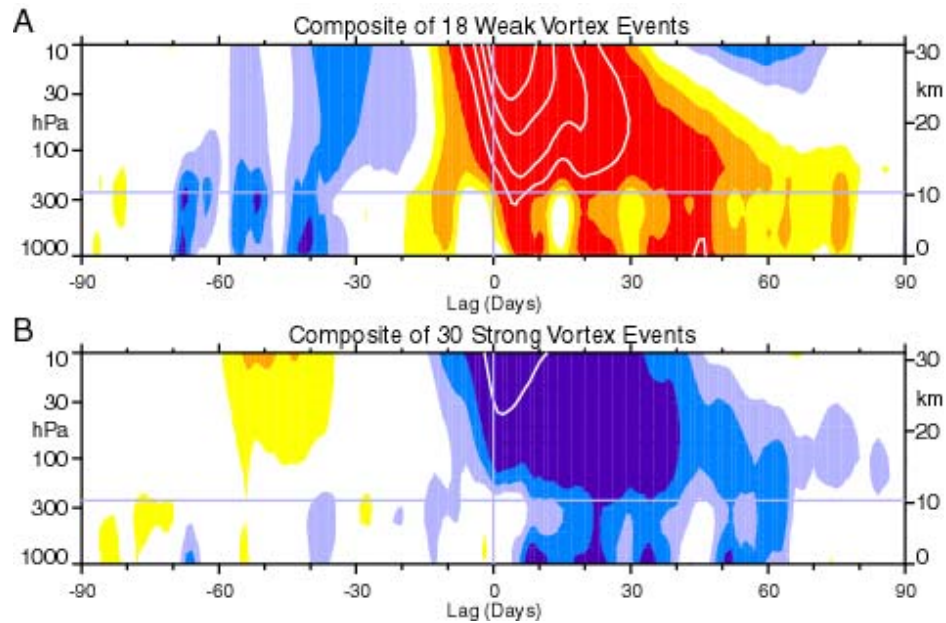 A
Composite of 18 Weak Vortex Events
10
30
hPa
100
300
1000
30
km
20
10
0
-90 -60 -30 0 30 60 90
Lag (Days)
B
Composite of 30 Strong Vortex Events
10
30
hPa
100
300
1000
30
km
20
10
0
-90 -60 -30 0 30 60 90
Lag (Days)